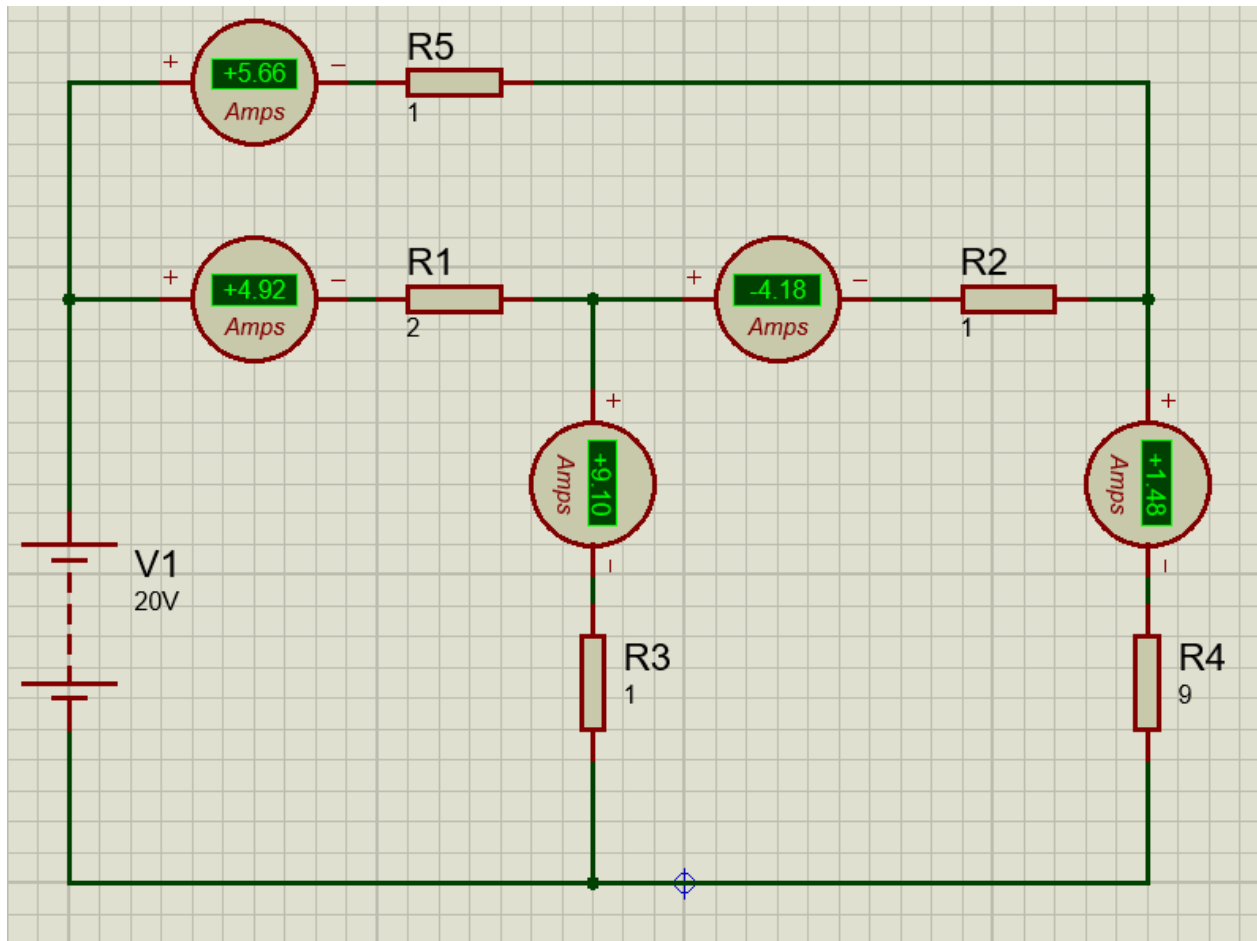 R5
+ +5.66 −
Amps
1
R1
+ +4.92 −
Amps
2
R2
+ -4.18 −
Amps
1
+
+9.10
Amps
−
+
+1.48
Amps
−
V1
20V
R3
1
R4
9